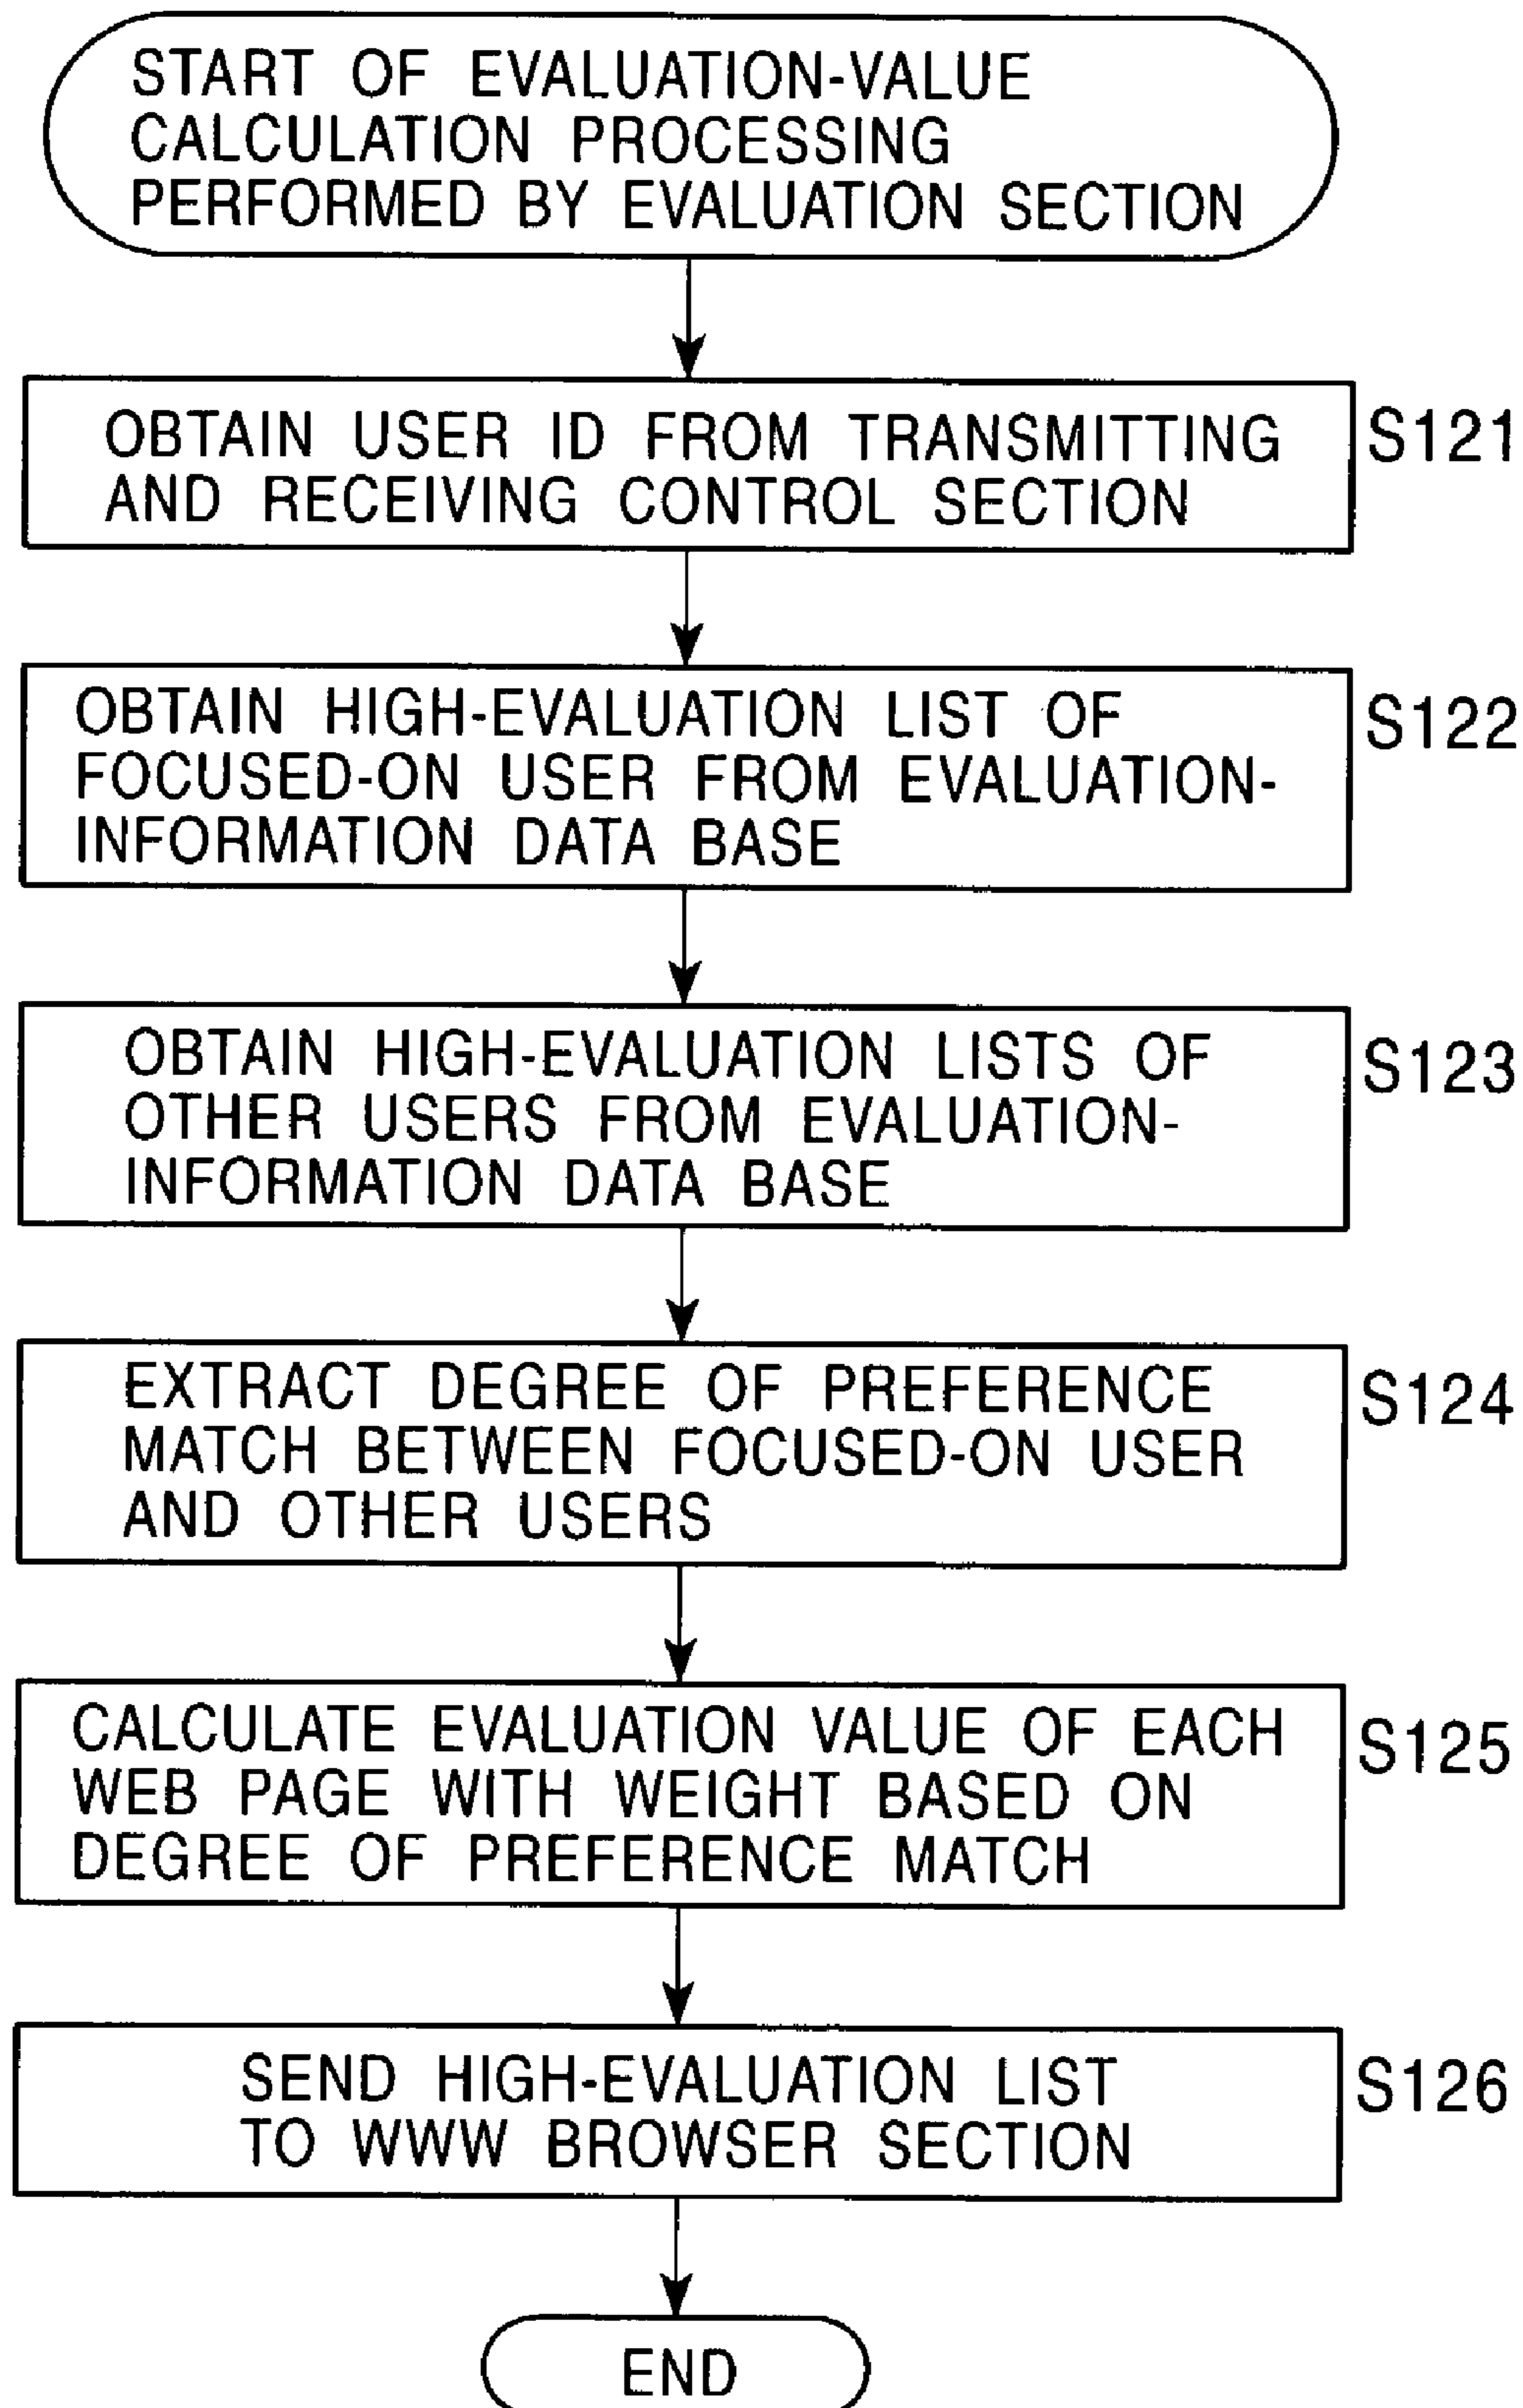 START OF EVALUATION-VALUE
CALCULATION PROCESSING
PERFORMED BY EVALUATION SECTION
OBTAIN USER ID FROM TRANSMITTING
AND RECEIVING CONTROL SECTION
S121
OBTAIN HIGH-EVALUATION LIST OF
FOCUSED-ON USER FROM EVALUATION-
INFORMATION DATA BASE
S122
OBTAIN HIGH-EVALUATION LISTS OF
OTHER USERS FROM EVALUATION-
INFORMATION DATA BASE
S123
EXTRACT DEGREE OF PREFERENCE
MATCH BETWEEN FOCUSED-ON USER
AND OTHER USERS
S124
CALCULATE EVALUATION VALUE OF EACH
WEB PAGE WITH WEIGHT BASED ON
DEGREE OF PREFERENCE MATCH
S125
SEND HIGH-EVALUATION LIST
TO WWW BROWSER SECTION
S126
END